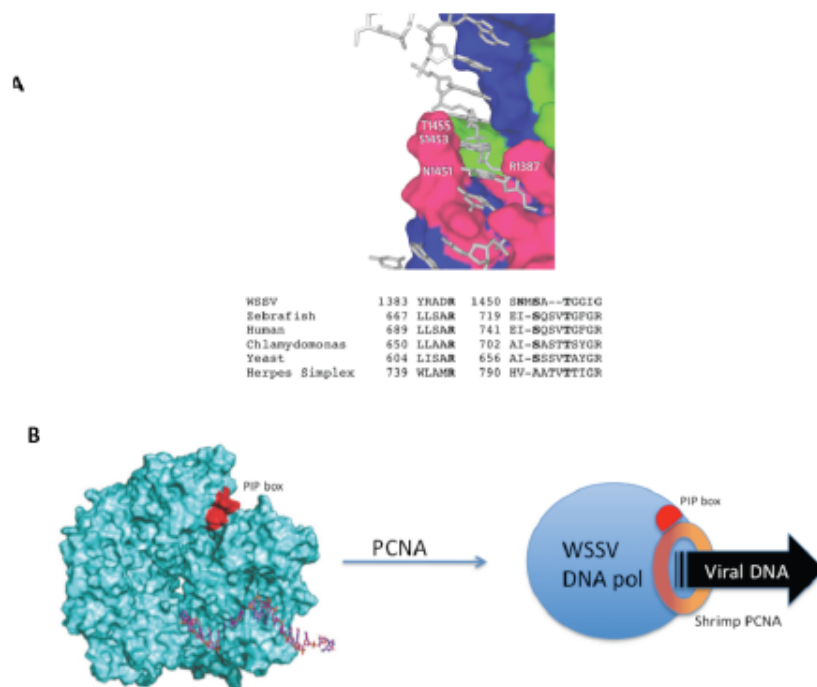 A
T1455
S1453
N1451
R1387
WSSV 1383 YRADR 1450 SNMSA--TGGIG
Zebrafish 667 LLSAR 719 EI-SQSVTGFGR
Human 689 LLSAR 741 EI-SQSVTGFGR
Chlamydomonas 650 LLAAR 702 AI-SASTTSYGR
Yeast 604 LISAR 656 AI-SSSVTAYGR
Herpes Simplex 739 WLAMR 790 HV-AATVTTIGR
B
PIP box
PCNA
PIP box
WSSV
DNA pol
Viral DNA
Shrimp PCNA